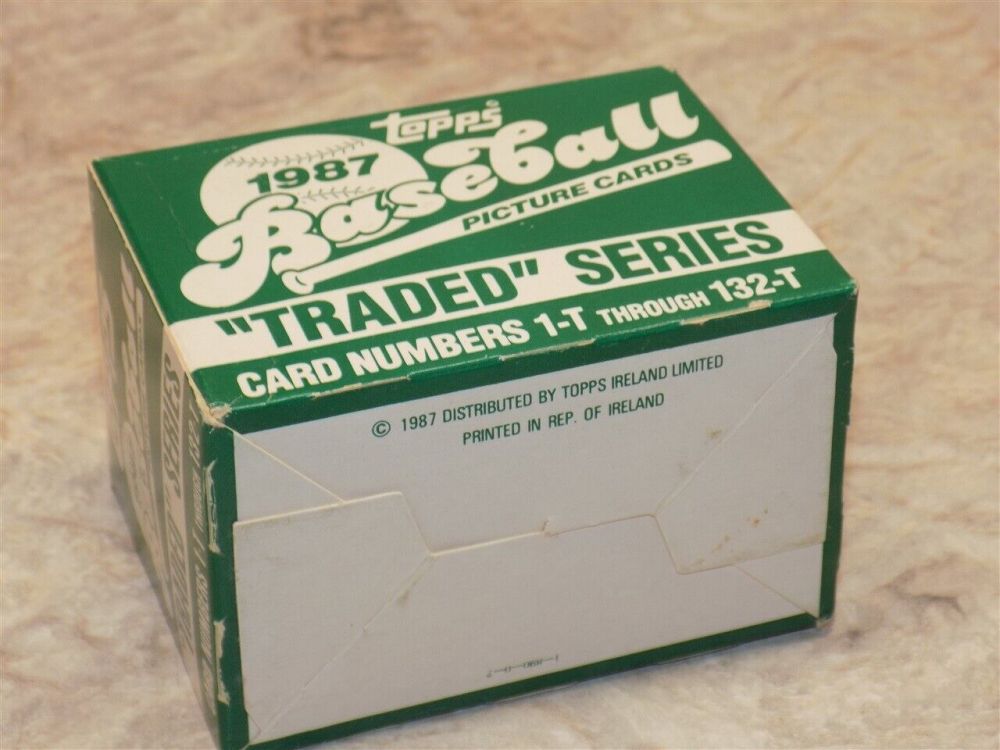 TOPPS
1987
Baseball
PICTURE CARDS
"TRADED" SERIES
CARD NUMBERS 1-T THROUGH 132-T
© 1987 DISTRIBUTED BY TOPPS IRELAND LIMITED
PRINTED IN REP. OF IRELAND
SERIES